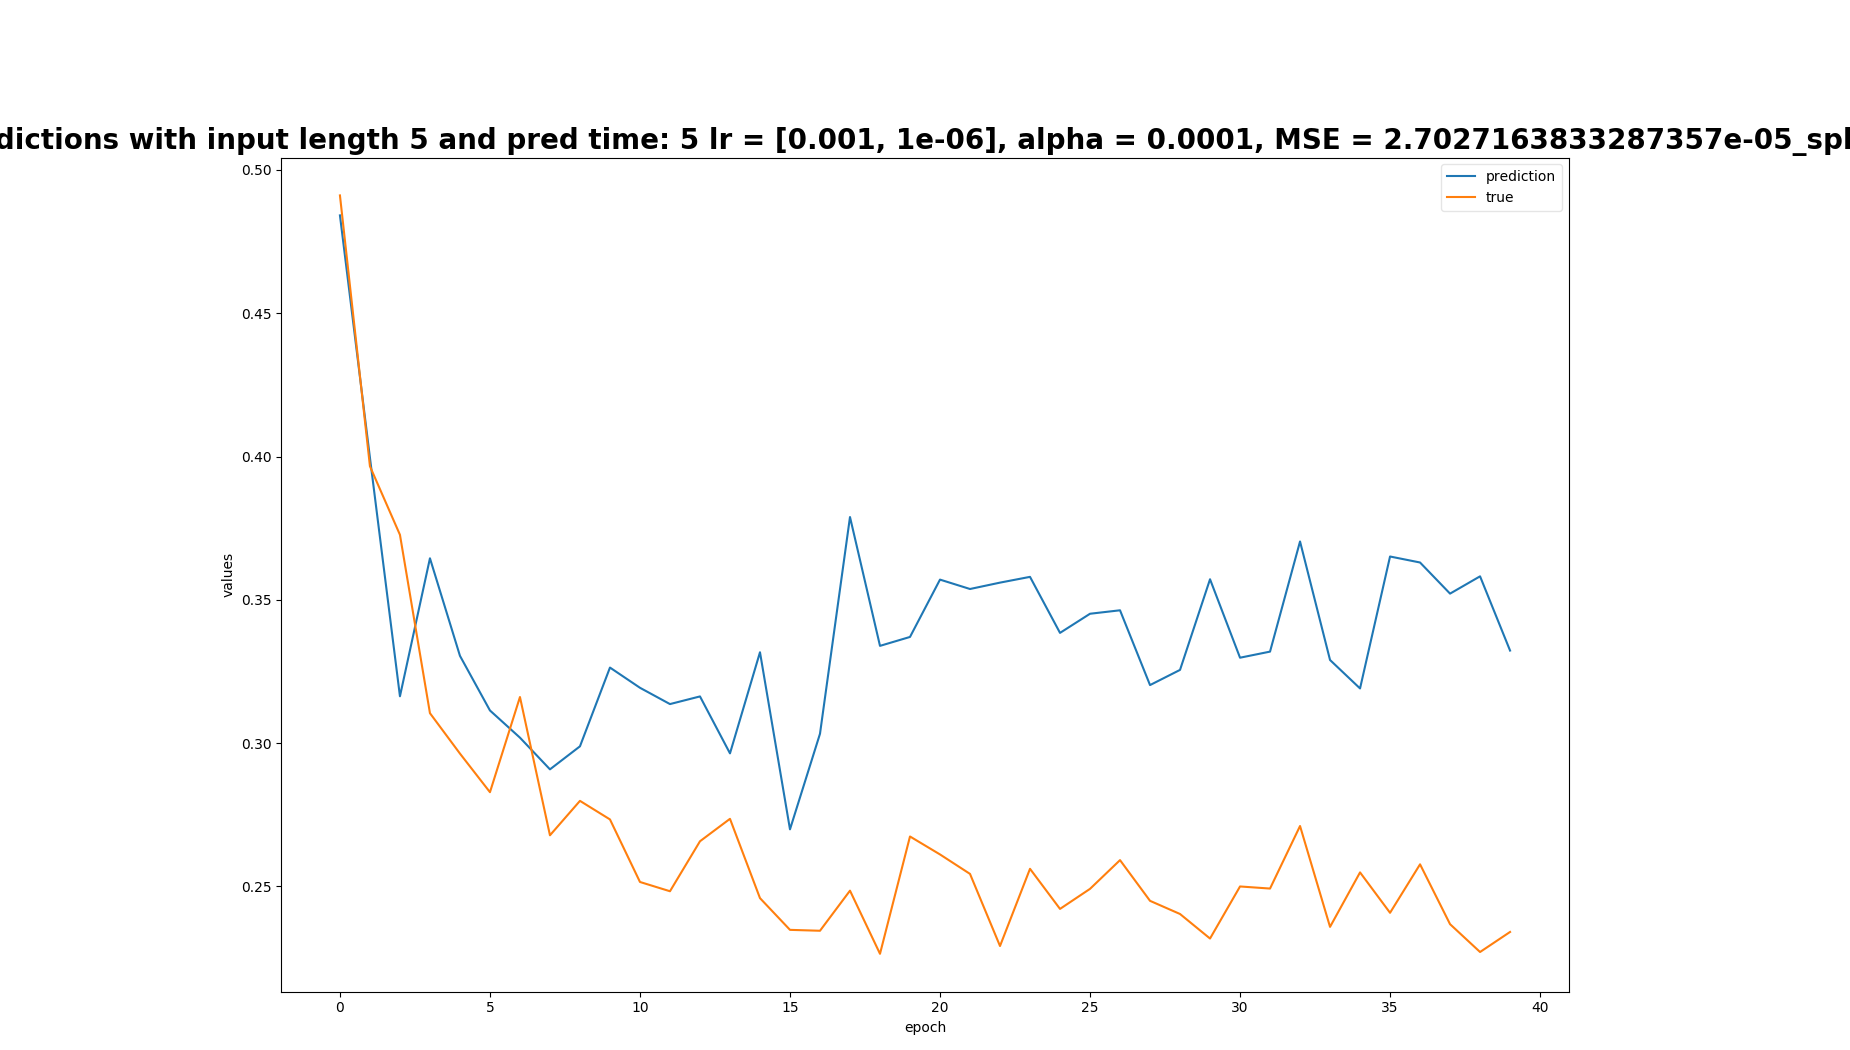 dictions with input length 5 and pred time: 5 lr = [0.001, 1e-06], alpha = 0.0001, MSE = 2.7027163833287357e-05_spl
prediction
true
0.50
0.45
0.40
0.35
0.30
0.25
values
0 5 10 15 20 25 30 35 40
epoch